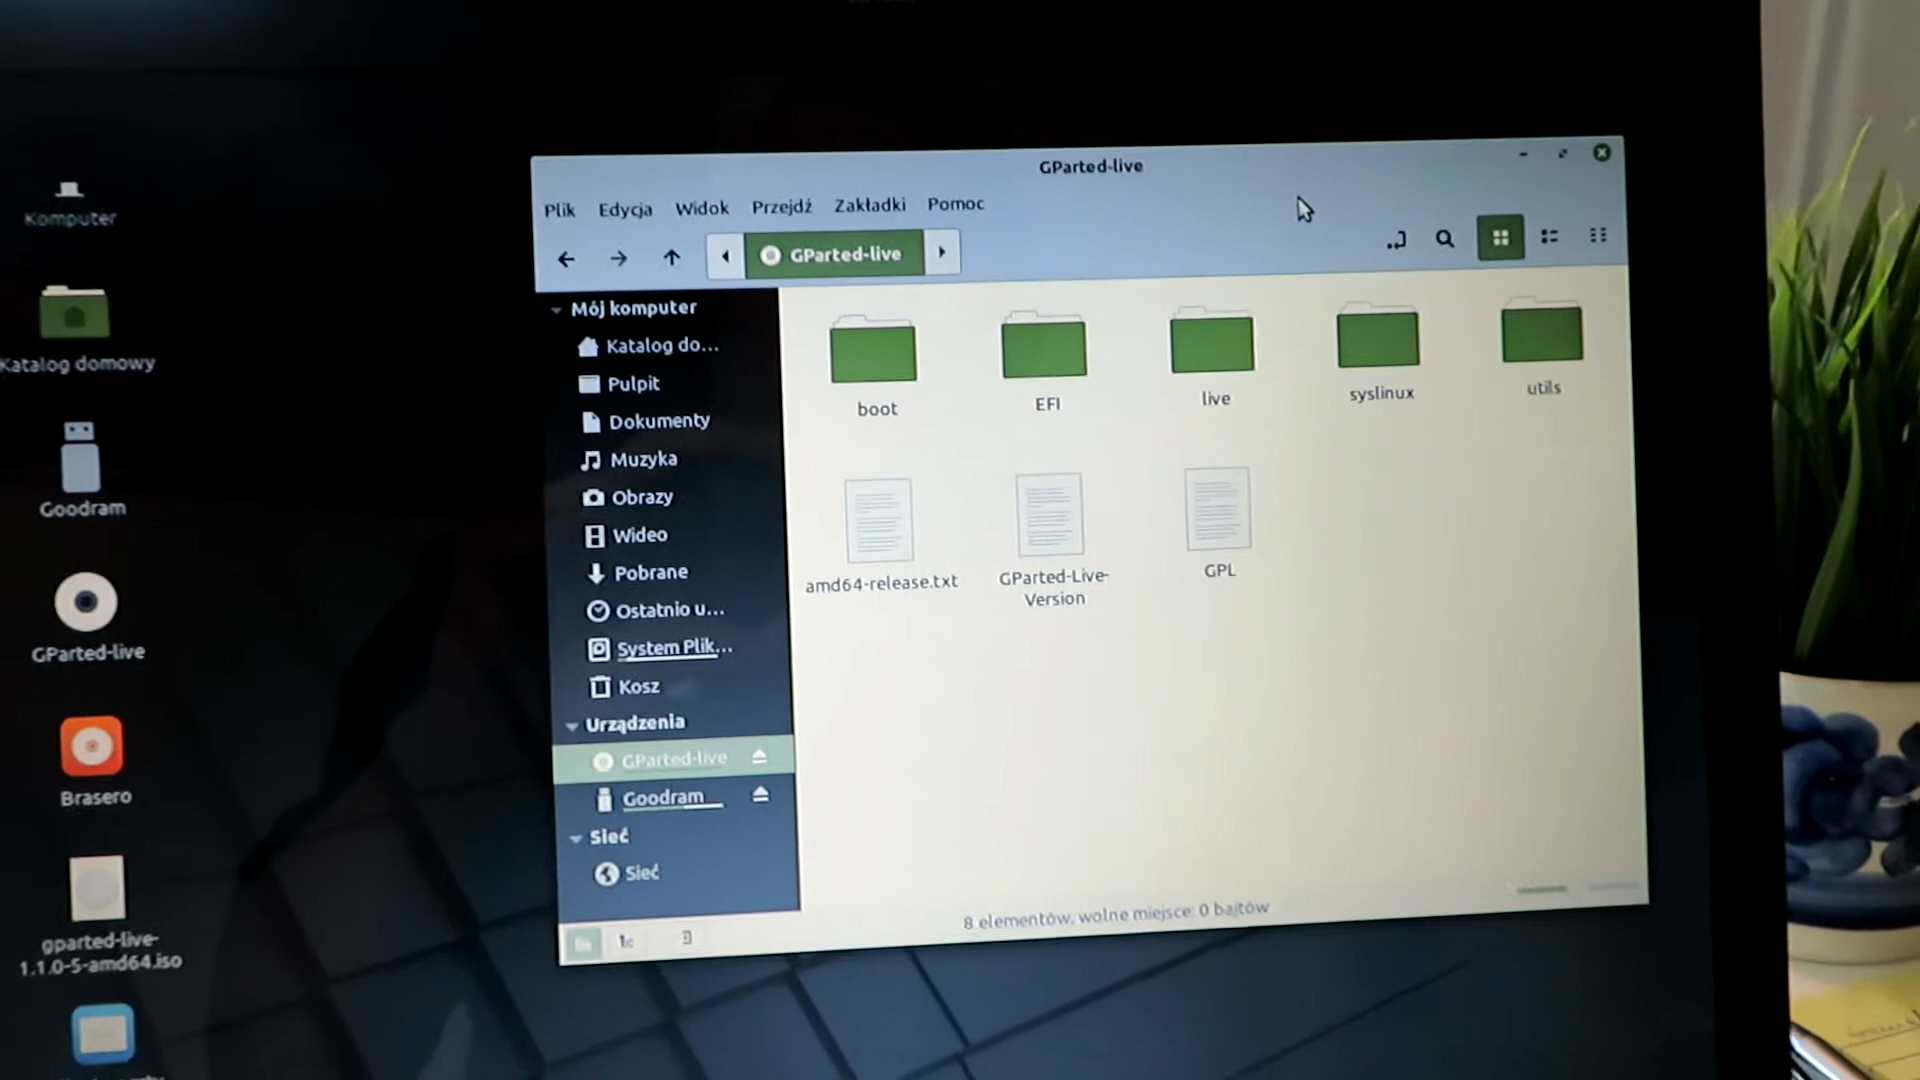 Komputer
Katalog domowy
Goodram
GParted-live
Brasero
gparted-live-
1.1.0-5-amd64.iso
GParted-live
Plik Edycja Widok Przejdź Zakładki Pomoc
GParted-live
Mój komputer
Katalog do...
Pulpit
Dokumenty
Muzyka
Obrazy
Wideo
Pobrane
Ostatnio u...
System Plik...
Kosz
Urządzenia
GParted-live
Goodram
Sieć
Sieć
boot EFI live syslinux utils
amd64-release.txt GParted-Live- GPL
Version
8 elementów, wolne miejsce: 0 bajtów